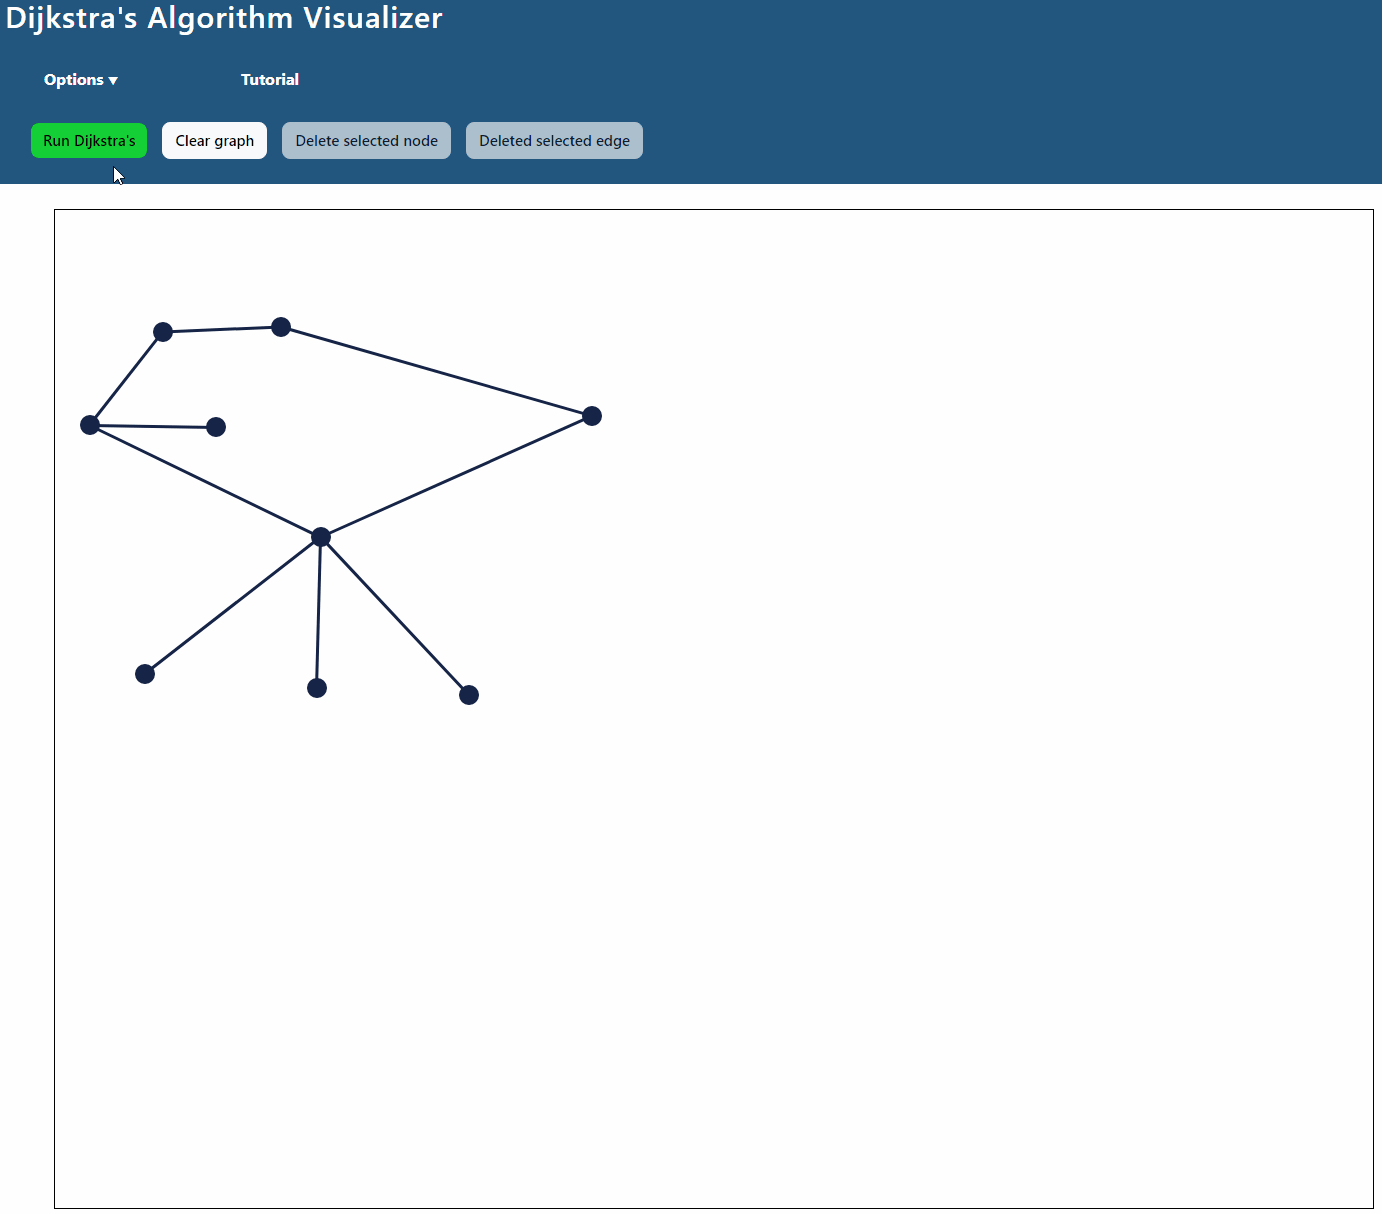 Dijkstra's Algorithm Visualizer
Options ▼ Tutorial
Run Dijkstra's Clear graph Delete selected node Deleted selected edge